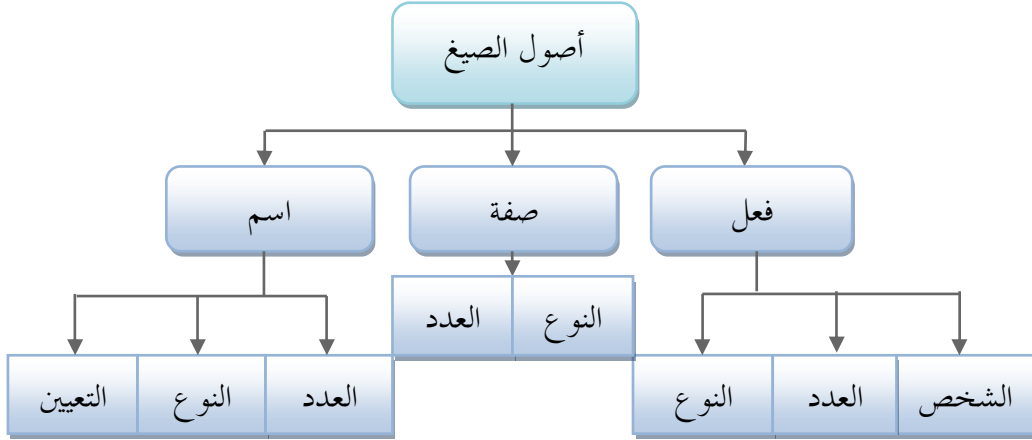 أصول الصيغ
فعل
صفة
اسم
النوع
العدد
الشخص
العدد
النوع
العدد
النوع
التعيين